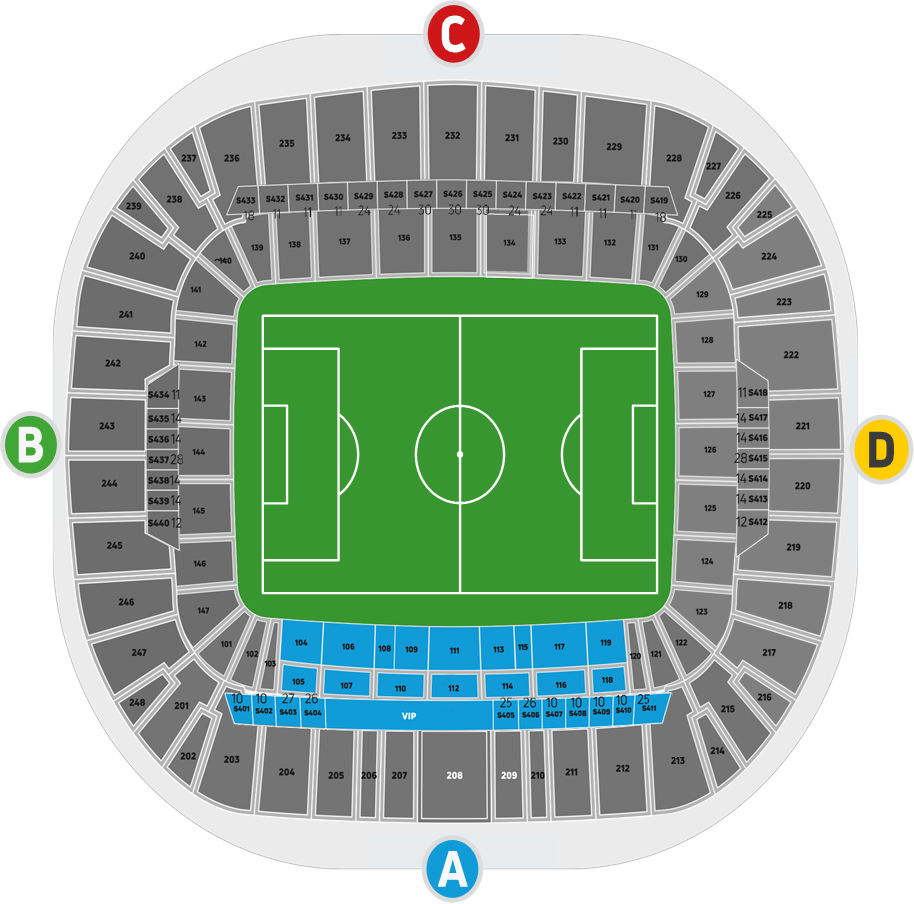 C
237 236 235 234 233 232 231 230 229 228 227
239 238 226 225
S433 S432 S431 S430 S429 S428 S427 S426 S425 S424 S423 S422 S421 S420 S419
18 11 11 11 24 24 30 30 30 24 24 11 11 11 18
240 140 139 138 137 136 135 134 133 132 131 130 224
241 141 129 223
242 142 128 222
S434 11 143 127 11 S418
243 S435 14 14 S417 221
S436 14 144 126 14 S416
S437 28 28 S415
244 S438 14 14 S414 220
S439 14 145 125 14 S413
S440 12 12 S412
B
D
245 146 124 219
246 147 123 218
247 101 102 103 104 106 108 109 111 113 115 117 119 120 121 122 217
105 107 110 112 114 116 118
248 201 215 216
10 10 27 26 25 26 10 10 10 10 25
S401 S402 S403 S404 VIP S405 S406 S407 S408 S409 S410 S411
202 203 204 205 206 207 208 209 210 211 212 213 214
A